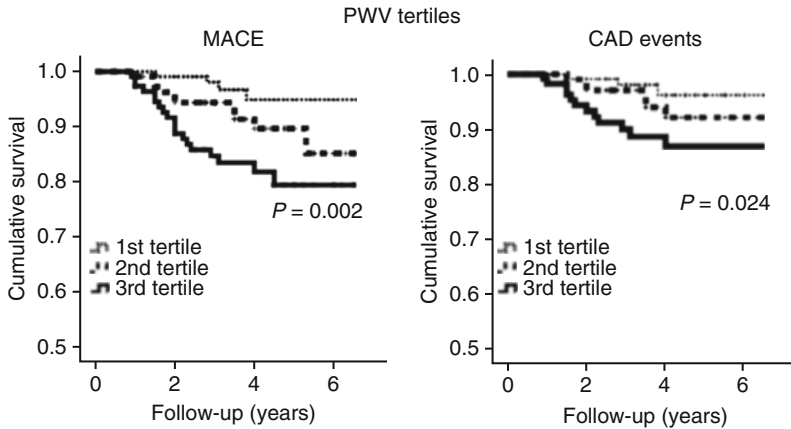 PWV tertiles
MACE
Cumulative survival
1.0
0.9
0.8
0.7
0.6
0.5
P = 0.002
1st tertile
2nd tertile
3rd tertile
0 2 4 6
Follow-up (years)
CAD events
Cumulative survival
1.0
0.9
0.8
0.7
0.6
0.5
P = 0.024
1st tertile
2nd tertile
3rd tertile
0 2 4 6
Follow-up (years)